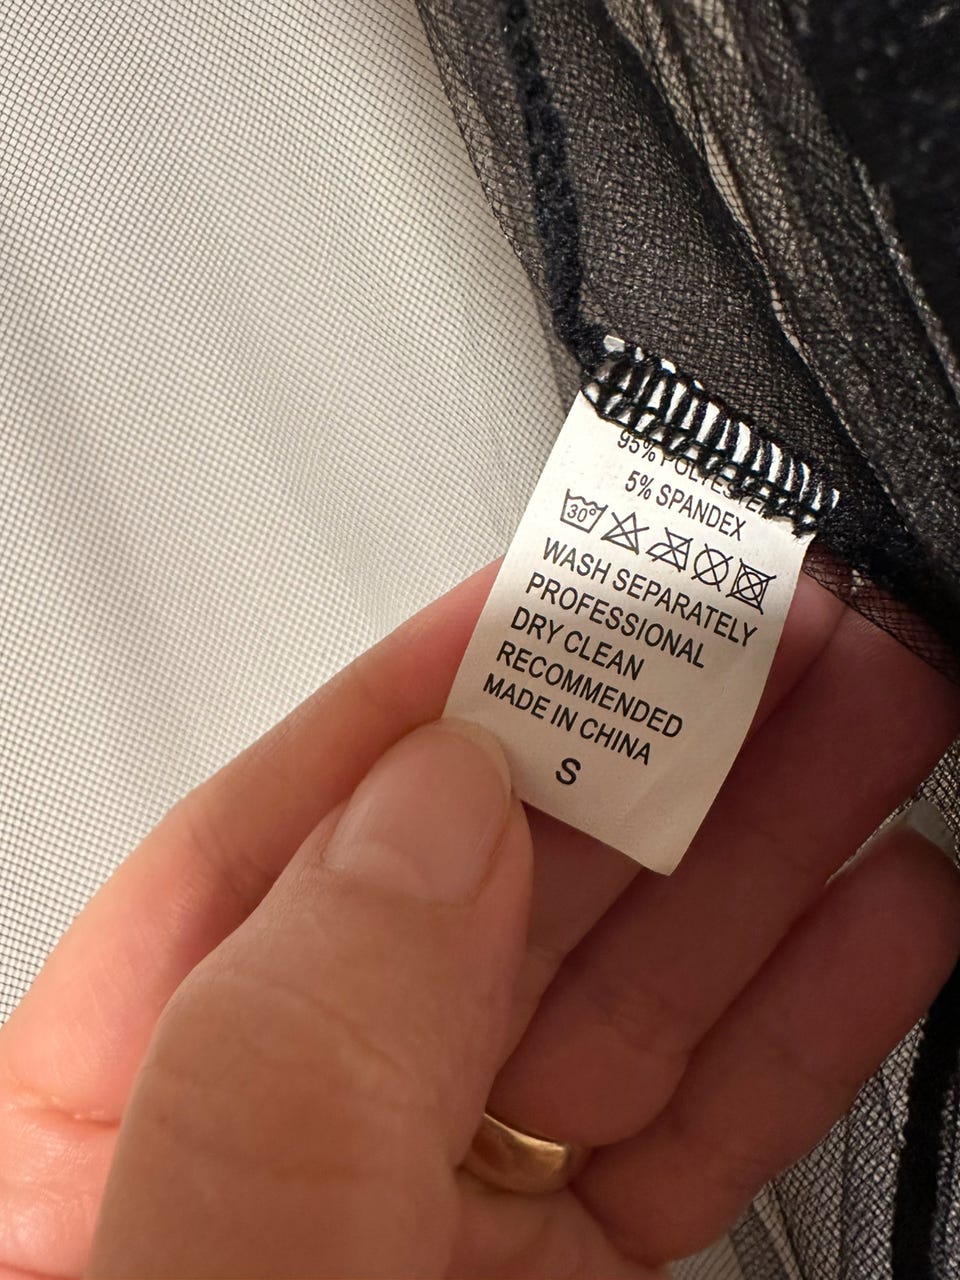 95% POLYESTER
5% SPANDEX
30°
WASH SEPARATELY
PROFESSIONAL
DRY CLEAN
RECOMMENDED
MADE IN CHINA
S